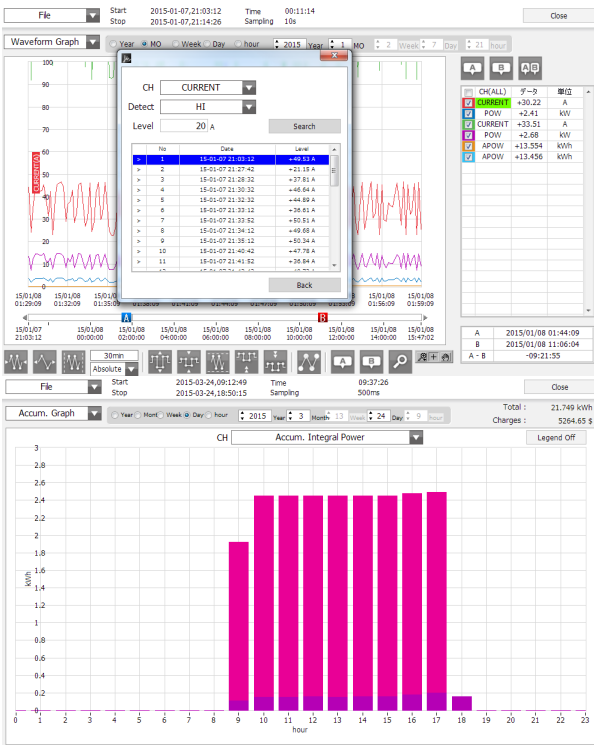 File
Start 2015-01-07,21:03:12 Time 00:11:14
Stop 2015-01-07,21:14:26 Sampling 10s
Close
Waveform Graph
Year MO Week Day hour 2015 Year 1 MO 2 Week 7 Day 21 hour
CH CURRENT
Detect HI
Level 20 A Search
No Date Level
> 1 15-01-07 21:03:12 +49.53 A
> 2 15-01-07 21:27:42 +21.15 A
> 3 15-01-07 21:28:32 +37.81 A
> 4 15-01-07 21:30:32 +46.64 A
> 5 15-01-07 21:32:32 +44.89 A
> 6 15-01-07 21:33:12 +36.61 A
> 7 15-01-07 21:33:52 +50.51 A
> 8 15-01-07 21:34:12 +49.68 A
> 9 15-01-07 21:35:12 +50.34 A
> 10 15-01-07 21:40:42 +47.78 A
> 11 15-01-07 21:41:52 +36.84 A
Back
100
90
80
70
60
50
40
30
20
10
0
CURRENT(A)
A B A B
CH(ALL) データ 単位
CURRENT +30.22 A
POW +2.41 kW
CURRENT +33.51 A
POW +2.68 kW
APOW +13.554 kWh
APOW +13.456 kWh
15/01/08 15/01/08 15/01/08 15/01/08
01:29:09 01:32:09 01:56:09 01:59:09
A B
15/01/07 15/01/08 15/01/08 15/01/08 15/01/08 15/01/08 15/01/08 15/01/08 15/01/08
21:03:12 00:00:00 02:00:00 04:00:00 06:00:00 08:00:00 10:00:00 12:00:00 14:00:00 15:47:02
A 2015/01/08 01:44:09
B 2015/01/08 11:06:04
A - B -09:21:55
30min
Absolute
A B
File
Start 2015-03-24,09:12:49 Time 09:37:26
Stop 2015-03-24,18:50:15 Sampling 500ms
Close
Accum. Graph
Year Mont Week Day hour 2015 Year 3 Month 13 Week 24 Day 9 hour
Total : 21.749 kWh
Charges : 5264.65 $
CH Accum. Integral Power Legend Off
3
2.8
2.6
2.4
2.2
2
1.8
1.6
1.4
1.2
1
0.8
0.6
0.4
0.2
kWh
0 1 2 3 4 5 6 7 8 9 10 11 12 13 14 15 16 17 18 19 20 21 22 23
hour